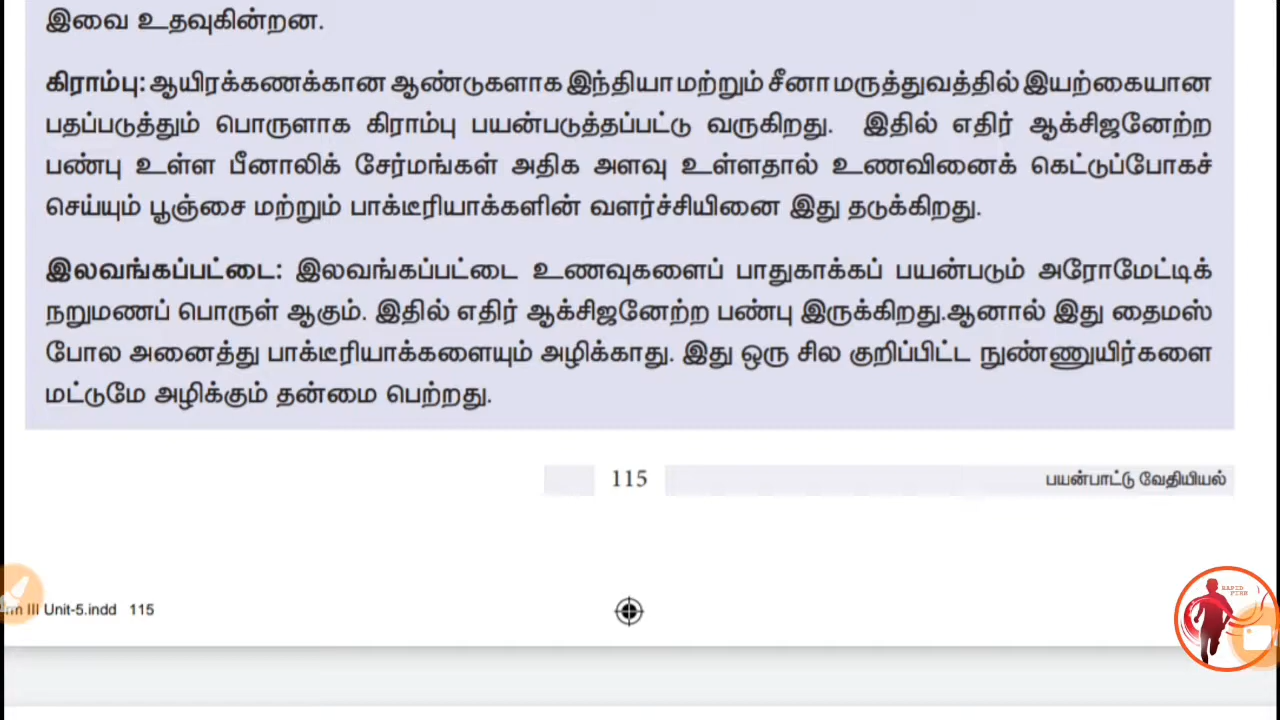 இவை உதவுகின்றன.
கிராம்பு: ஆயிரக்கணக்கான ஆண்டுகளாக இந்தியா மற்றும் சீனா மருத்துவத்தில் இயற்கையான
பதப்படுத்தும் பொருளாக கிராம்பு பயன்படுத்தப்பட்டு வருகிறது. இதில் எதிர் ஆக்சிஜனேற்ற
பண்பு உள்ள பீனாலிக் சேர்மங்கள் அதிக அளவு உள்ளதால் உணவினைக் கெட்டுப்போகச்
செய்யும் பூஞ்சை மற்றும் பாக்டீரியாக்களின் வளர்ச்சியினை இது தடுக்கிறது.
இலவங்கப்பட்டை: இலவங்கப்பட்டை உணவுகளைப் பாதுகாக்கப் பயன்படும் அரோமேட்டிக்
நறுமணப் பொருள் ஆகும். இதில் எதிர் ஆக்சிஜனேற்ற பண்பு இருக்கிறது.ஆனால் இது தைமஸ்
போல அனைத்து பாக்டீரியாக்களையும் அழிக்காது. இது ஒரு சில குறிப்பிட்ட நுண்ணுயிர்களை
மட்டுமே அழிக்கும் தன்மை பெற்றது.
115
பயன்பாட்டு வேதியியல்
III Unit-5.indd 115
RAPID